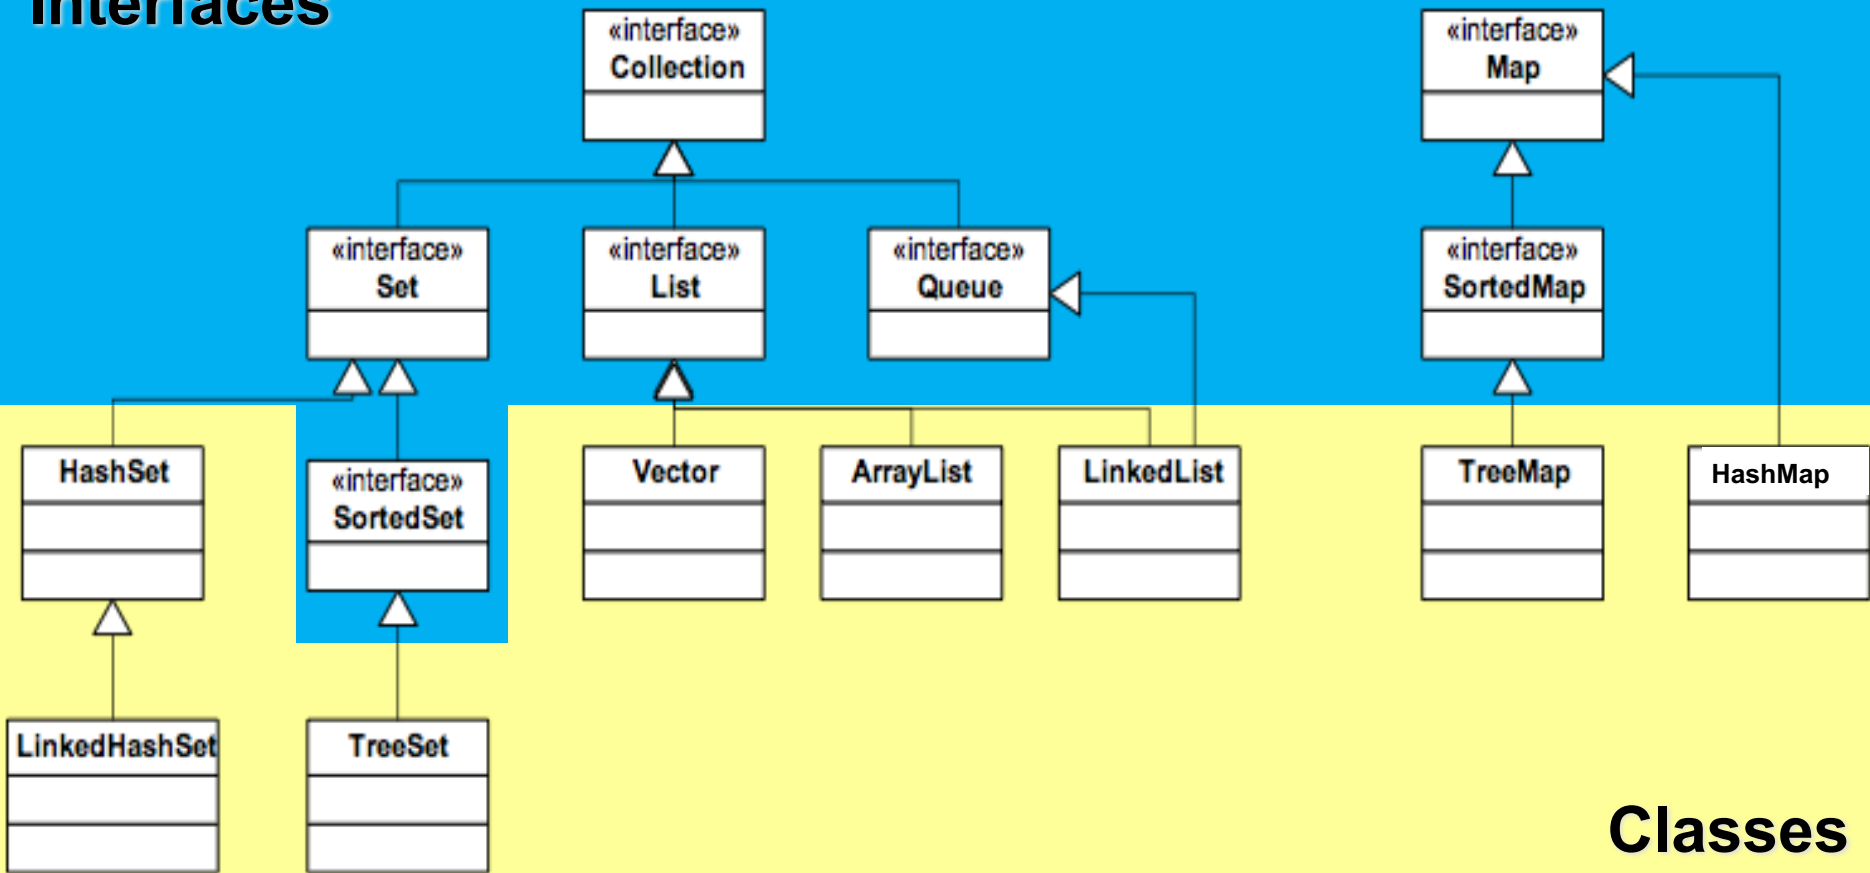 Interfaces
«interface»
Collection
«interface»
Map
«interface»
Set
«interface»
List
«interface»
Queue
«interface»
SortedMap
HashSet
«interface»
SortedSet
Vector
ArrayList
LinkedList
TreeMap
HashMap
LinkedHashSet
TreeSet
Classes